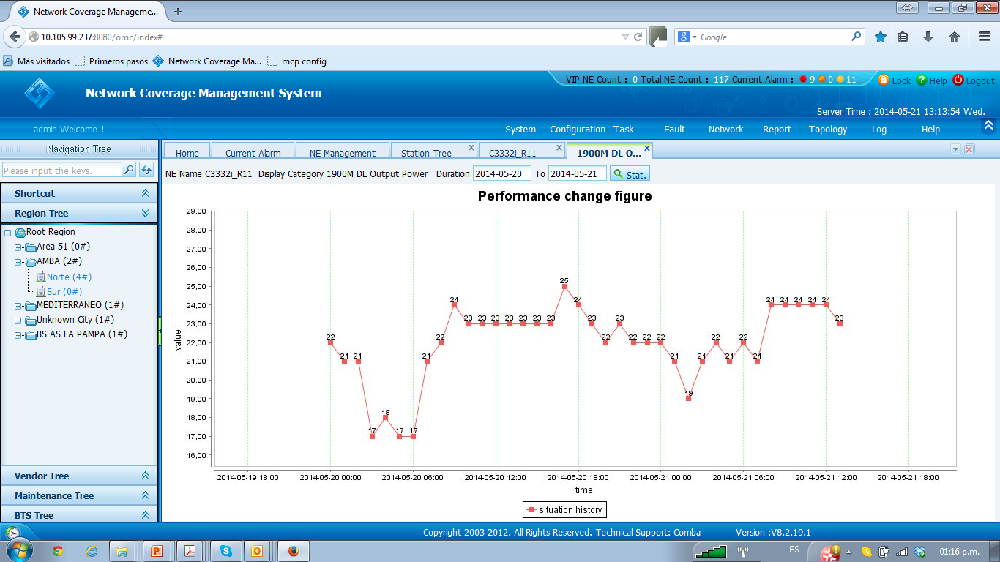 Network Coverage Manageme...
10.105.99.237:8080/omc/index#
Google
Más visitados Primeros pasos Network Coverage Ma... mcp config
VIP NE Count : 0 Total NE Count : 117 Current Alarm : 9 0 11 Lock Help Logout
Network Coverage Management System
Server Time : 2014-05-21 13:13:54 Wed.
admin Welcome !
System Configuration Task Fault Network Report Topology Log Help
Navigation Tree
Home Current Alarm NE Management Station Tree X C3332i_R11 X 1900M DL O... X
Please input the keys.
NE Name C3332i_R11 Display Category 1900M DL Output Power Duration 2014-05-20 To 2014-05-21 Stat.
Shortcut
Region Tree
Root Region
Area 51 (0#)
AMBA (2#)
Norte (4#)
Sur (0#)
MEDITERRANEO (1#)
Unknown City (1#)
BS AS LA PAMPA (1#)
Vendor Tree
Maintenance Tree
BTS Tree
Performance change figure
value
29,00
28,00
27,00
26,00
25,00
24,00
23,00
22,00
21,00
20,00
19,00
18,00
17,00
16,00
22 21 21 17 18 17 17 21 22 24 23 23 23 23 23 23 23 25 24 23 22 23 22 22 22 21 19 21 22 21 22 21 24 24 24 24 24 23
2014-05-19 18:00 2014-05-20 00:00 2014-05-20 06:00 2014-05-20 12:00 2014-05-20 18:00 2014-05-21 00:00 2014-05-21 06:00 2014-05-21 12:00 2014-05-21 18:00
time
situation history
Copyright 2003-2012. All Rights Reserved. Technical Support: Comba Version :V8.2.19.1
ES
01:16 p.m.